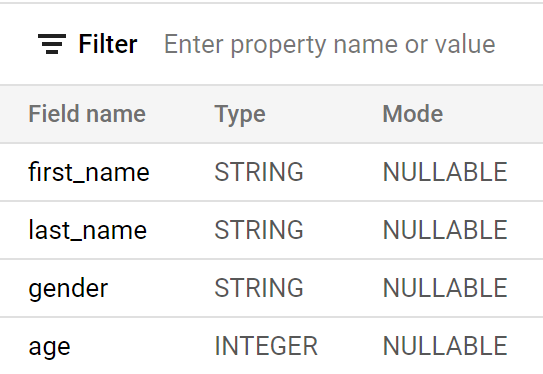 Filter Enter property name or value
Field name Type Mode
first_name STRING NULLABLE
last_name STRING NULLABLE
gender STRING NULLABLE
age INTEGER NULLABLE